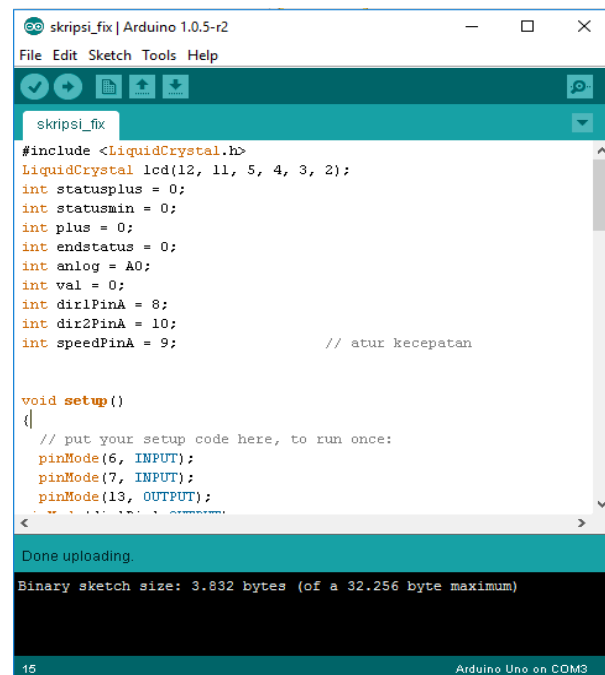 skripsi_fix | Arduino 1.0.5-r2
File Edit Sketch Tools Help
skripsi_fix
#include <LiquidCrystal.h>
LiquidCrystal lcd(12, 11, 5, 4, 3, 2);
int statusplus = 0;
int statusmin = 0;
int plus = 0;
int endstatus = 0;
int anlog = A0;
int val = 0;
int dir1PinA = 8;
int dir2PinA = 10;
int speedPinA = 9; // atur kecepatan
void setup()
{
// put your setup code here, to run once:
pinMode(6, INPUT);
pinMode(7, INPUT);
pinMode(13, OUTPUT);
Done uploading.
Binary sketch size: 3.832 bytes (of a 32.256 byte maximum)
15 Arduino Uno on COM3